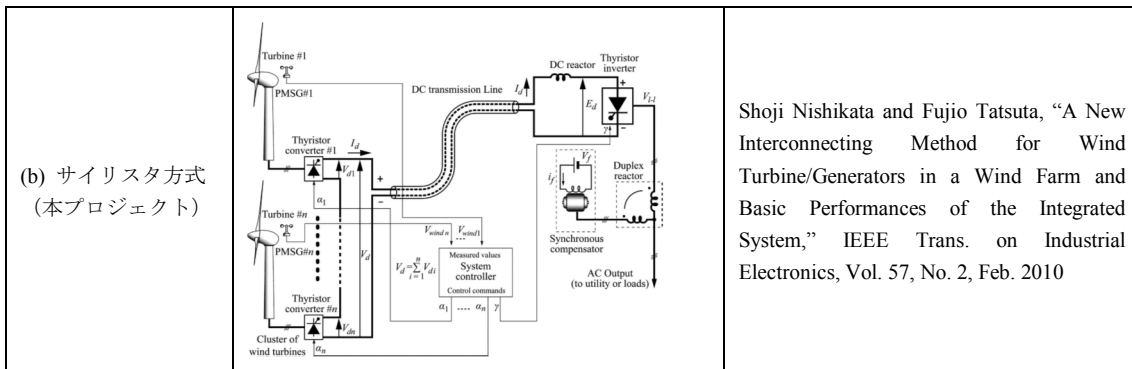 (b) サイリスタ方式
(本プロジェクト)
Turbine #1
PMSG#1
Thyristor
converter #1
I_d
V_d1
α_1
Turbine #n
PMSG#n
Thyristor
converter #n
V_dn
Cluster of
wind turbines
α_n
+
−
V_d
V_d = Σ_{i=1}^{n} V_di
DC transmission Line
V_wind n V_wind1
Measured values
System
controller
Control commands
α_1 ---- α_n γ
I_d
DC reactor
E_d
Thyristor
inverter
+
−
γ
V_l-l
V_f
i_f
Synchronous
compensator
Duplex
reactor
AC Output
(to utility or loads)
Shoji Nishikata and Fujio Tatsuta, “A New
Interconnecting Method for Wind
Turbine/Generators in a Wind Farm and
Basic Performances of the Integrated
System,” IEEE Trans. on Industrial
Electronics, Vol. 57, No. 2, Feb. 2010